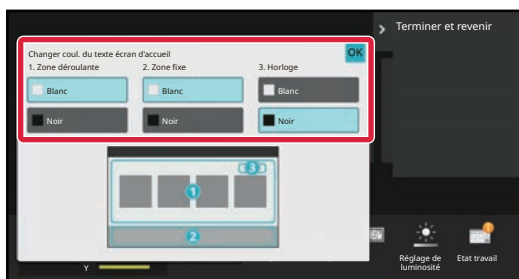 Terminer et revenir
Changer coul. du texte écran d'accueil
OK
1. Zone déroulante 2. Zone fixe 3. Horloge
Blanc Blanc Blanc
Noir Noir Noir
3
1
2
Réglage de luminosité
Etat travail
Y